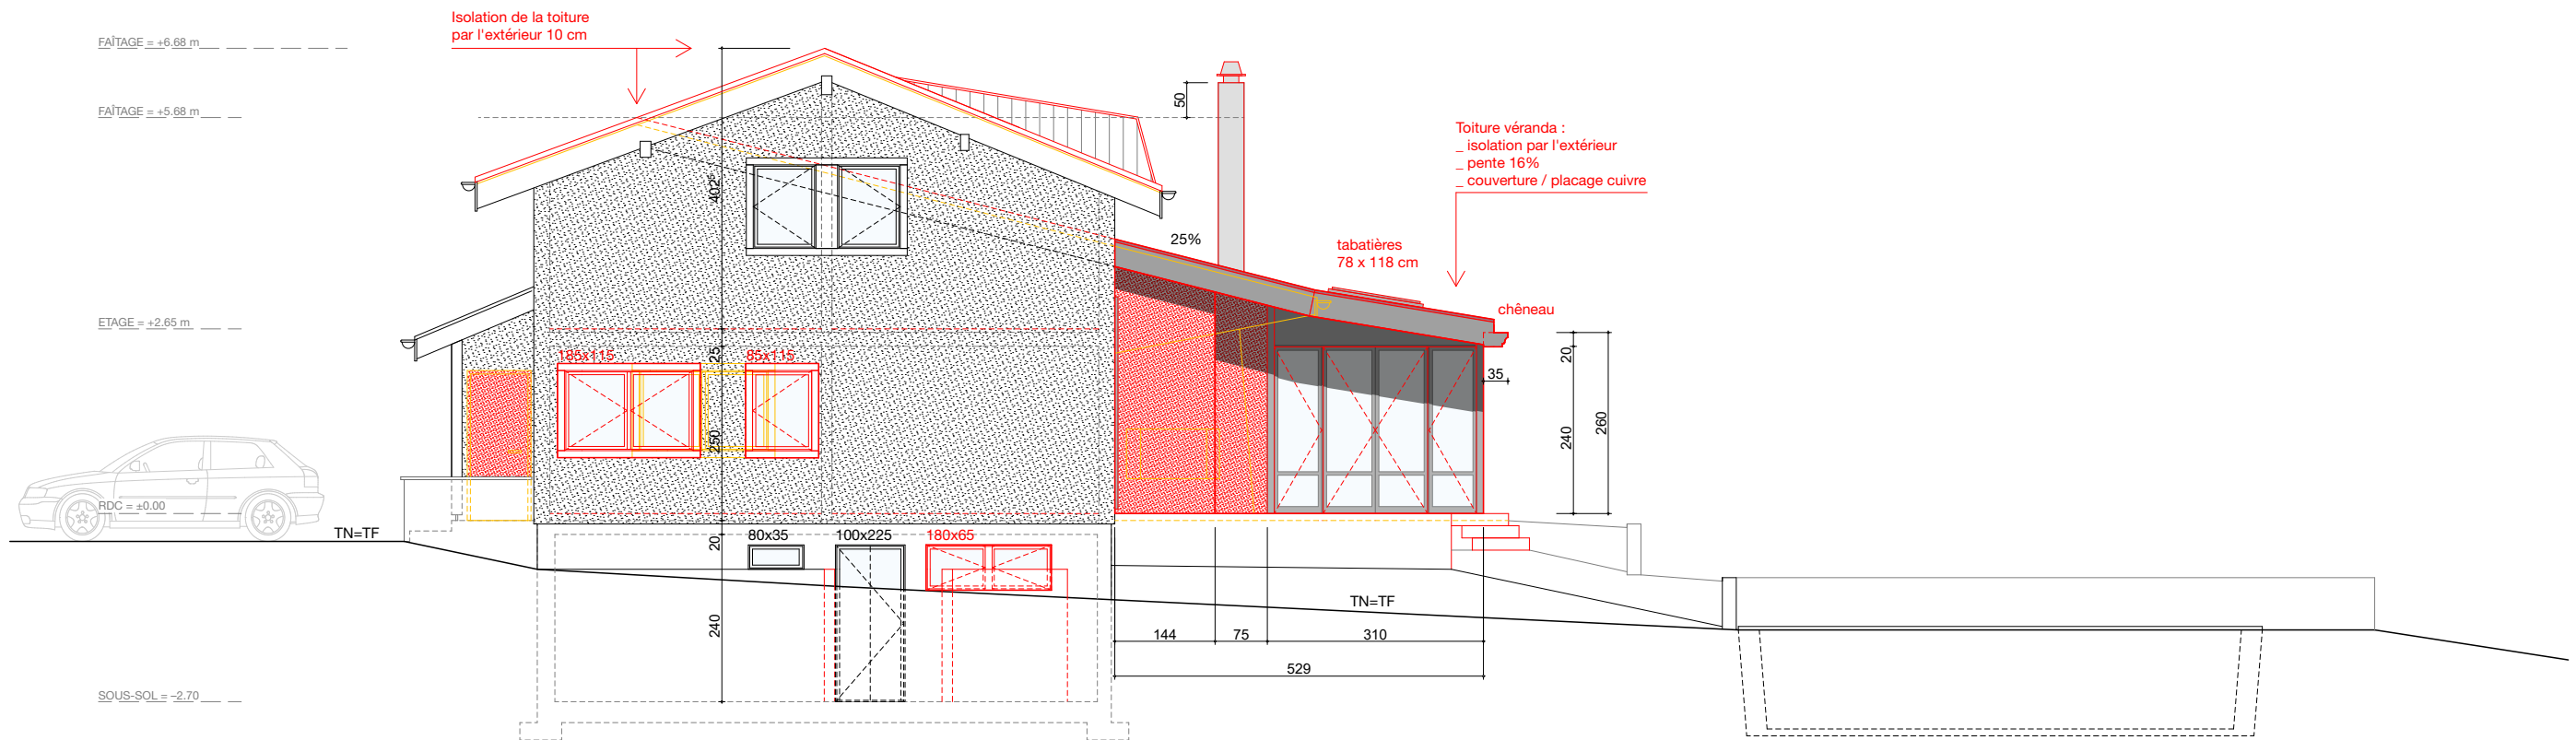 Isolation de la toiture
par l'extérieur 10 cm
FAÎTAGE = +6.68 m
FAÎTAGE = +5.68 m
50
Toiture véranda :
_ isolation par l'extérieur
_ pente 16%
_ couverture / placage cuivre
402⁵
25%
tabatières
78 x 118 cm
chêneau
ETAGE = +2.65 m
185x115
25
85x115
20
35
260
240
250
RDC = ±0.00
TN=TF
20
80x35
100x225
180x65
TN=TF
240
144
75
310
529
SOUS-SOL = –2.70